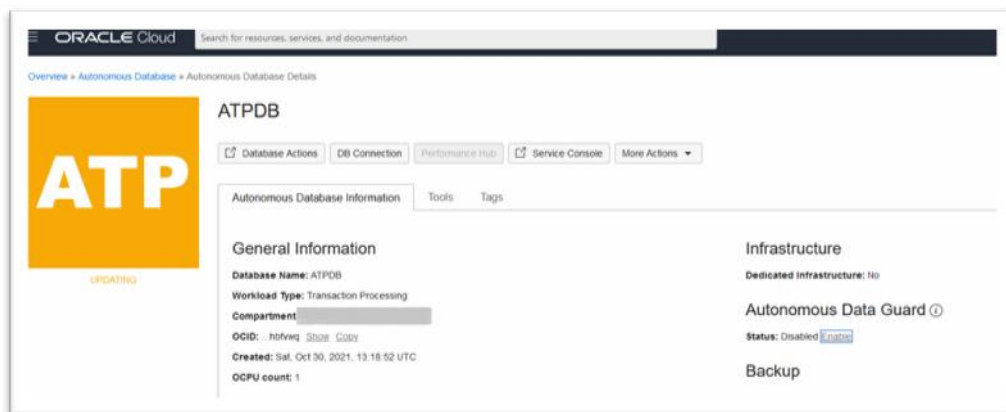 ORACLE Cloud
Search for resources, services, and documentation
Overview » Autonomous Database » Autonomous Database Details
ATP
UPDATING
ATPDB
Database Actions
DB Connection
Performance Hub
Service Console
More Actions
Autonomous Database Information
Tools
Tags
General Information
Database Name: ATPDB
Workload Type: Transaction Processing
Compartment
OCID: ...hbfvwq Show Copy
Created: Sat, Oct 30, 2021, 13:18:52 UTC
OCPU count: 1
Infrastructure
Dedicated Infrastructure: No
Autonomous Data Guard
Status: Disabled Enable
Backup